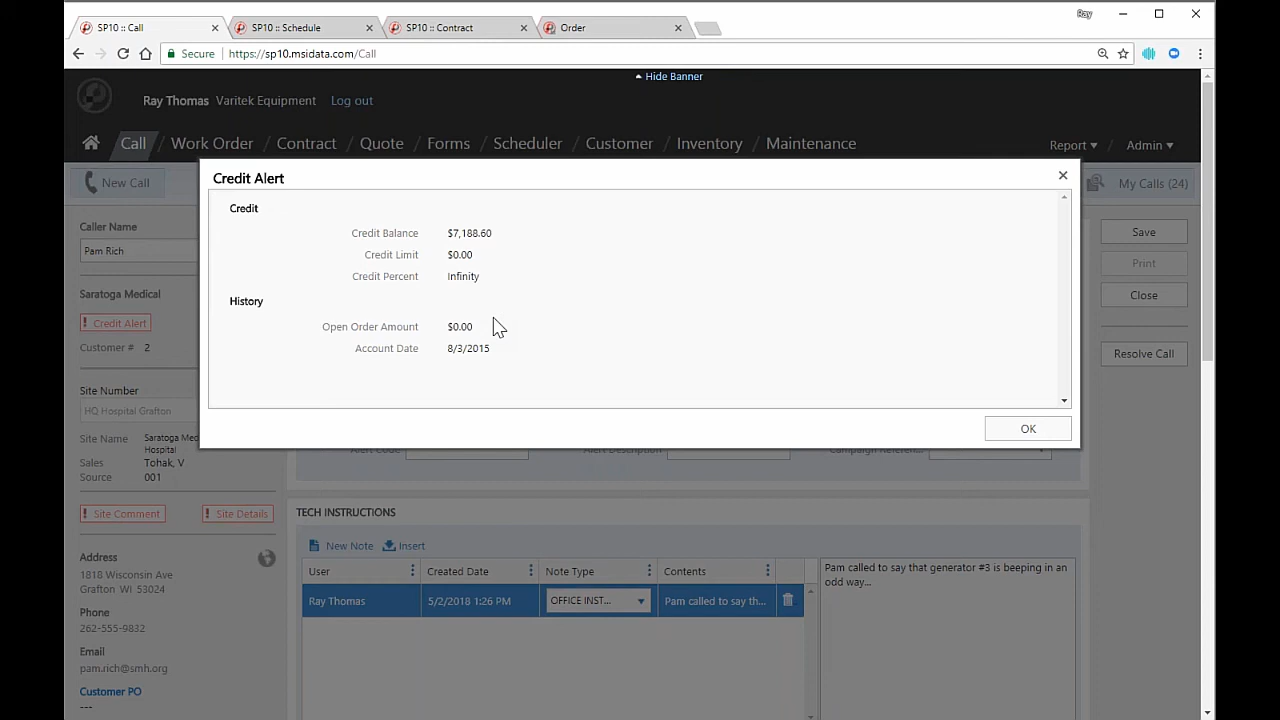 SP10 :: Call
SP10 :: Schedule
SP10 :: Contract
Order
Ray
Secure
https://sp10.msidata.com/Call
Hide Banner
Ray Thomas Varitek Equipment Log out
Call / Work Order / Contract / Quote / Forms / Scheduler / Customer / Inventory / Maintenance
Report / Admin
New Call
My Calls (24)
Credit Alert
Credit
Credit Balance $7,188.60
Credit Limit $0.00
Credit Percent Infinity
History
Open Order Amount $0.00
Account Date 8/3/2015
OK
Caller Name
Pam Rich
Saratoga Medical
! Credit Alert
Customer # 2
Site Number
HQ Hospital Grafton
Site Name Saratoga Med
Hospital
Sales Tohak, V
Source 001
! Site Comment
! Site Details
Address
1818 Wisconsin Ave
Grafton WI 53024
Phone
262-555-9832
Email
pam.rich@smh.org
Customer PO
---
Save
Print
Close
Resolve Call
Alert Code
Alert Description
Campaign Referen...
TECH INSTRUCTIONS
New Note
Insert
User Created Date Note Type Contents
Ray Thomas 5/2/2018 1:26 PM OFFICE INST... Pam called to say th...
Pam called to say that generator #3 is beeping in an
odd way...